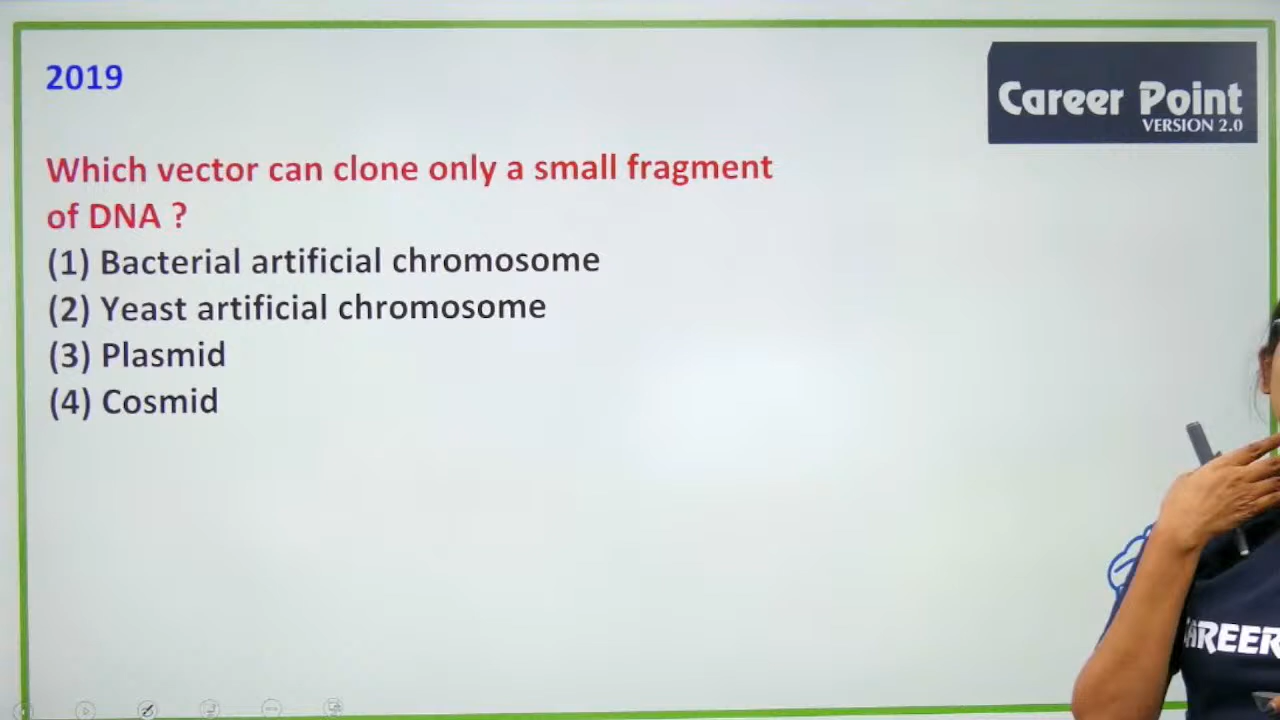 2019
Career Point
VERSION 2.0
Which vector can clone only a small fragment
of DNA ?
(1) Bacterial artificial chromosome
(2) Yeast artificial chromosome
(3) Plasmid
(4) Cosmid
CAREER